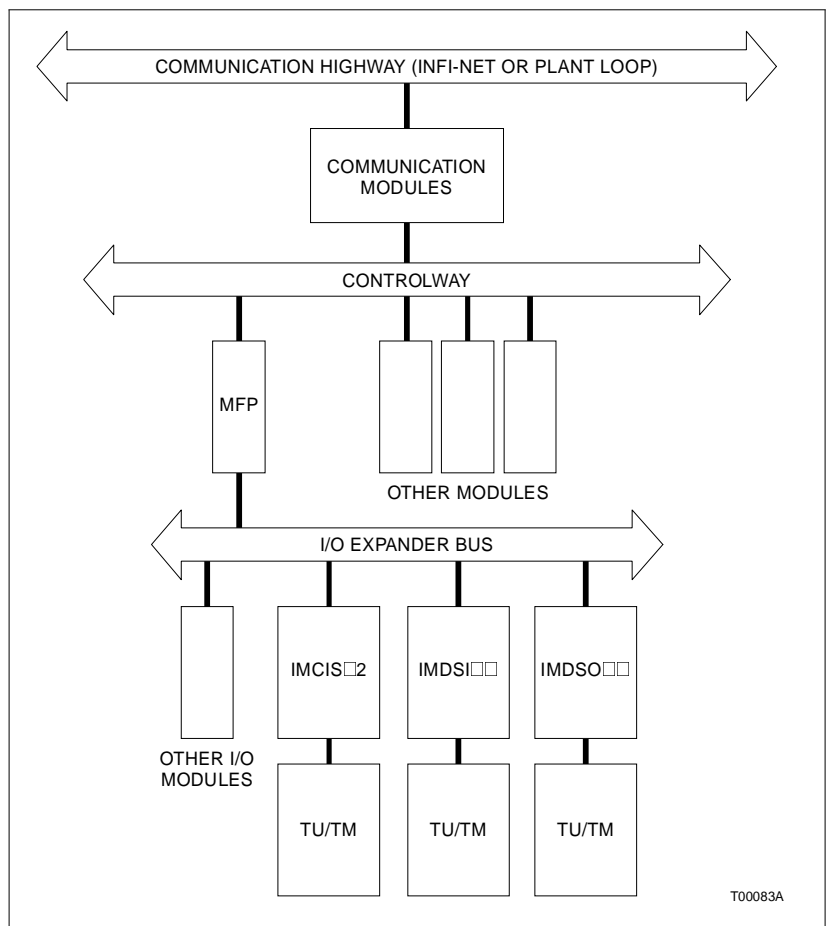 COMMUNICATION HIGHWAY (INFI-NET OR PLANT LOOP)
COMMUNICATION
MODULES
CONTROLWAY
MFP
OTHER MODULES
I/O EXPANDER BUS
IMCIS□2
IMDSI□□
IMDSO□□
OTHER I/O
MODULES
TU/TM
TU/TM
TU/TM
T00083A